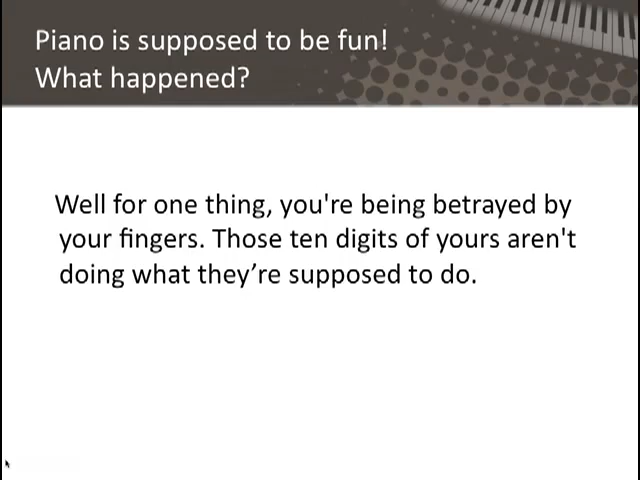 Piano is supposed to be fun!
What happened?
Well for one thing, you're being betrayed by
your fingers. Those ten digits of yours aren't
doing what they’re supposed to do.